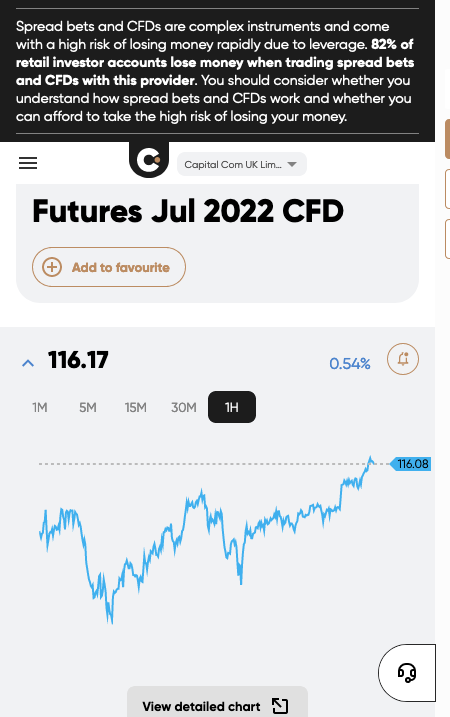 Spread bets and CFDs are complex instruments and come
with a high risk of losing money rapidly due to leverage. 82% of
retail investor accounts lose money when trading spread bets
and CFDs with this provider. You should consider whether you
understand how spread bets and CFDs work and whether you
can afford to take the high risk of losing your money.
Capital Com UK Lim...
Futures Jul 2022 CFD
Add to favourite
116.17
0.54%
1M 5M 15M 30M 1H
116.08
View detailed chart